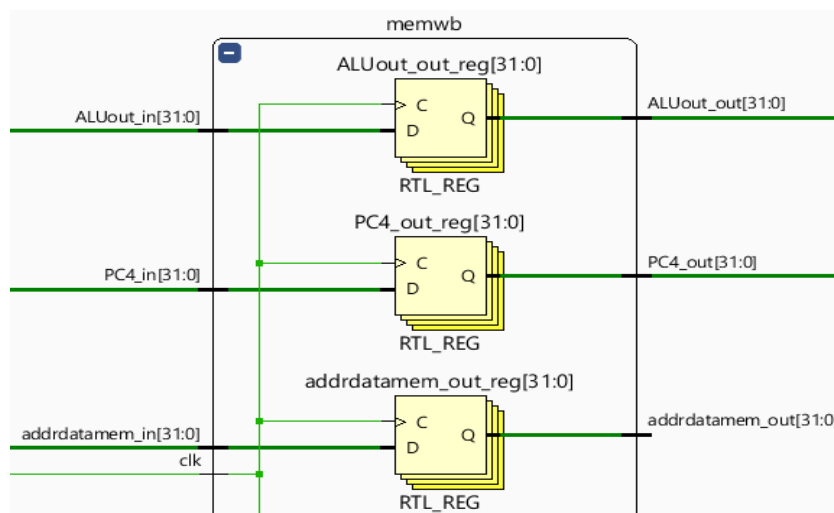 memwb
ALUout_out_reg[31:0]
ALUout_in[31:0]
C
D
Q
ALUout_out[31:0]
RTL_REG
PC4_out_reg[31:0]
PC4_in[31:0]
C
D
Q
PC4_out[31:0]
RTL_REG
addrdatamem_out_reg[31:0]
addrdatamem_in[31:0]
C
D
Q
addrdatamem_out[31:0
clk
RTL_REG